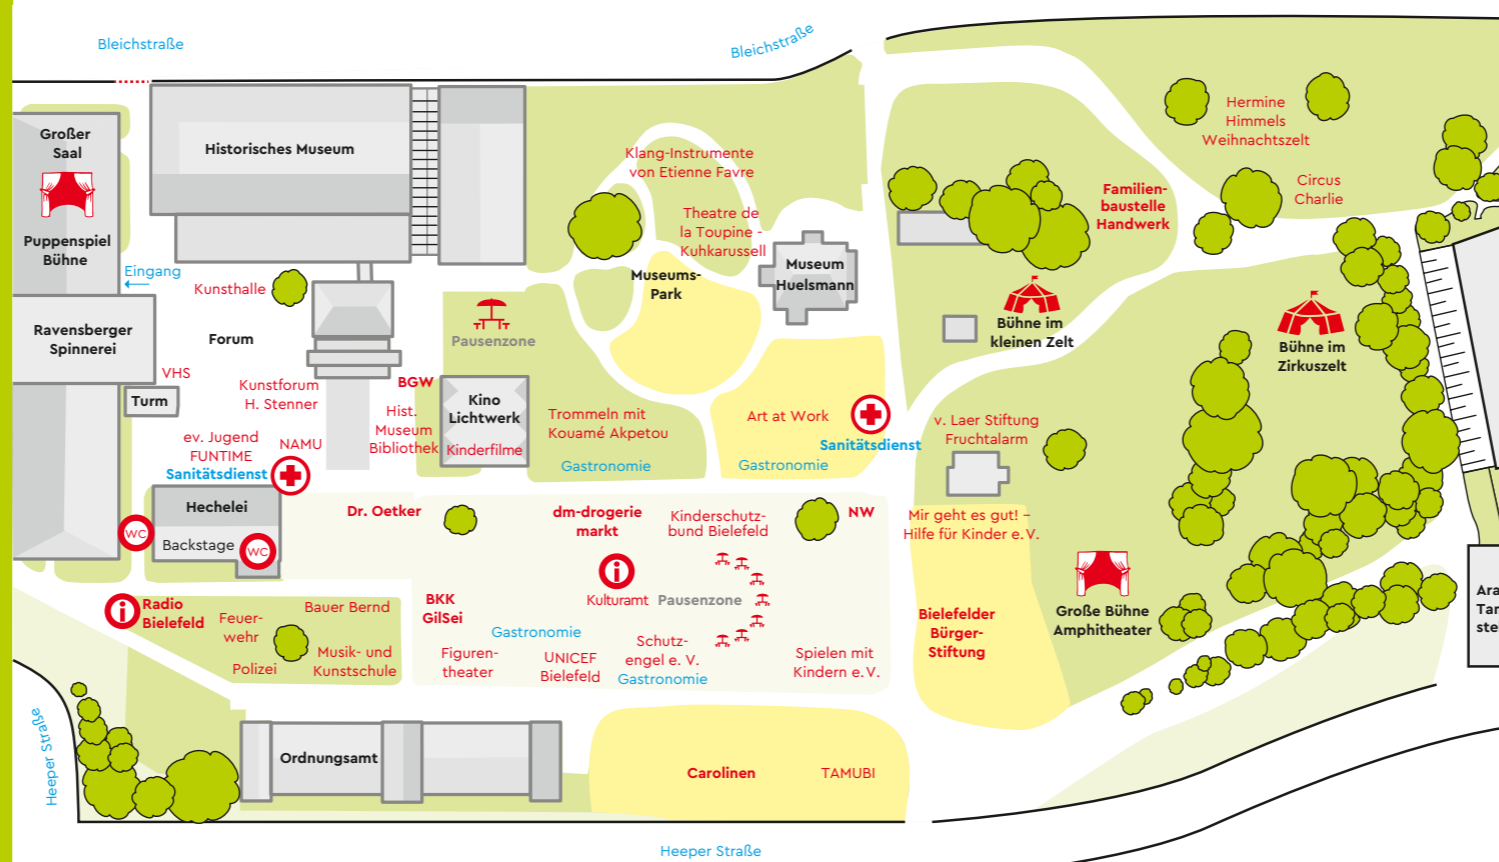 Bleichstraße
Bleichstraße
Großer
Saal
Puppenspiel
Bühne
Eingang
Historisches Museum
Kunsthalle
Ravensberger
Spinnerei
Forum
VHS
Turm
Kunstforum
H. Stenner
ev. Jugend
FUNTIME
NAMU
Sanitätsdienst
BGW
Hist.
Museum
Bibliothek
Pausenzone
Kino
Lichtwerk
Kinderfilme
Klang-Instrumente
von Etienne Favre
Theatre de
la Toupine -
Kuhkarussell
Museums-
Park
Museum
Huelsmann
Trommeln mit
Kouamé Akpetou
Gastronomie
Art at Work
Sanitätsdienst
Gastronomie
Hermine
Himmels
Weihnachtszelt
Circus
Charlie
Familien-
baustelle
Handwerk
Bühne im
kleinen Zelt
Bühne im
Zirkuszelt
v. Laer Stiftung
Fruchtalarm
Mir geht es gut! –
Hilfe für Kinder e.V.
Große Bühne
Amphitheater
Bielefelder
Bürger-
Stiftung
Hechelei
Backstage
WC
WC
Dr. Oetker
dm-drogerie
markt
Kinderschutz-
bund Bielefeld
NW
i
Kulturamt
Pausenzone
i
Radio
Bielefeld
Feuer-
wehr
Bauer Bernd
Polizei
Musik- und
Kunstschule
BKK
GilSei
Gastronomie
Figuren-
theater
UNICEF
Bielefeld
Schutz-
engel e. V.
Gastronomie
Spielen mit
Kindern e.V.
Ordnungsamt
Carolinen
TAMUBI
Heeper Straße
Heeper Straße
Ara
Tan
ste